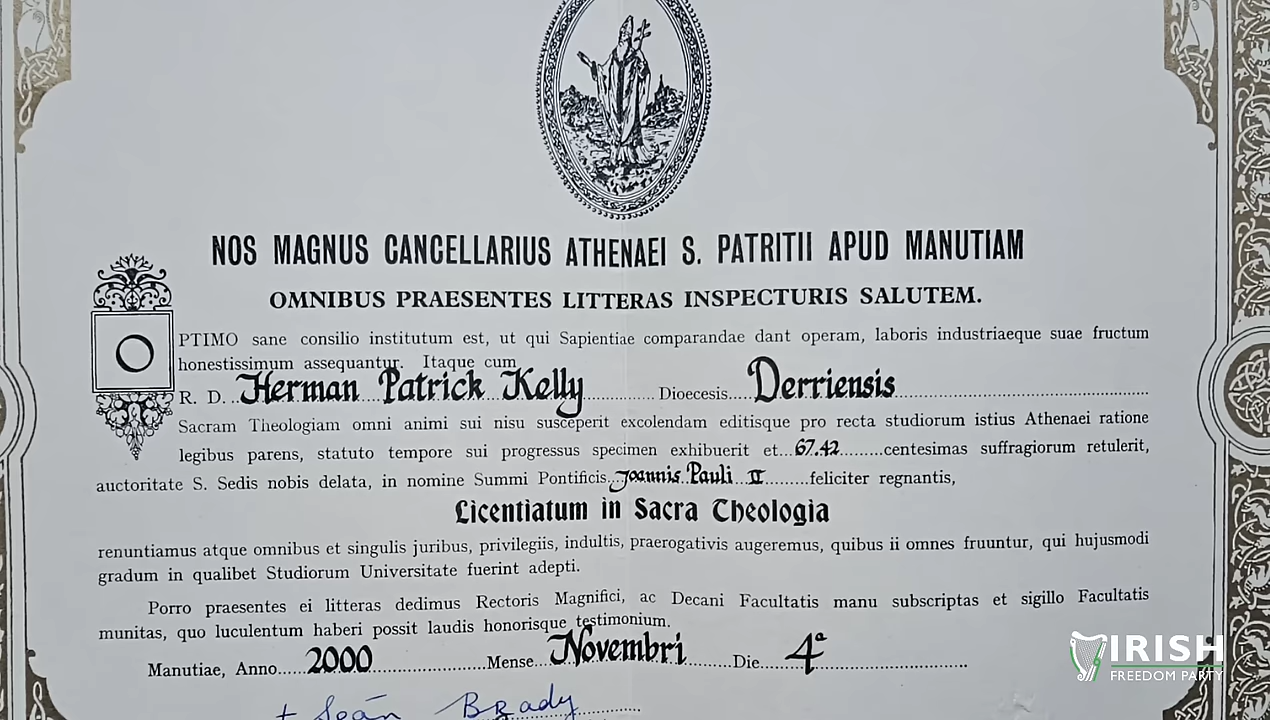 NOS MAGNUS CANCELLARIUS ATHENAEI S. PATRITII APUD MANUTIAM
OMNIBUS PRAESENTES LITTERAS INSPECTURIS SALUTEM.
OPTIMO sane consilio institutum est, ut qui Sapientiae comparandae dant operam, laboris industriaeque suae fructum
honestissimum assequantur. Itaque cum
R. D. Herman Patrick Kelly Dioecesis Derriensis
Sacram Theologiam omni animi sui nisu susceperit excolendam editisque pro recta studiorum istius Athenaei ratione
legibus parens, statuto tempore sui progressus specimen exhibuerit et 67.42 centesimas suffragiorum retulerit,
auctoritate S. Sedis nobis delata, in nomine Summi Pontificis Joannis Pauli II feliciter regnantis,
Licentiatum in Sacra Theologia
renuntiamus atque omnibus et singulis juribus, privilegiis, indultis, praerogativis augeremus, quibus ii omnes fruuntur, qui hujusmodi
gradum in qualibet Studiorum Universitate fuerint adepti.
Porro praesentes ei litteras dedimus Rectoris Magnifici, ac Decani Facultatis manu subscriptas et sigillo Facultatis
munitas, quo luculentum haberi possit laudis honorisque testimonium.
Manutiae, Anno 2000 Mense Novembri Die 4ª
+ Seán Brady
IRISH
FREEDOM PARTY